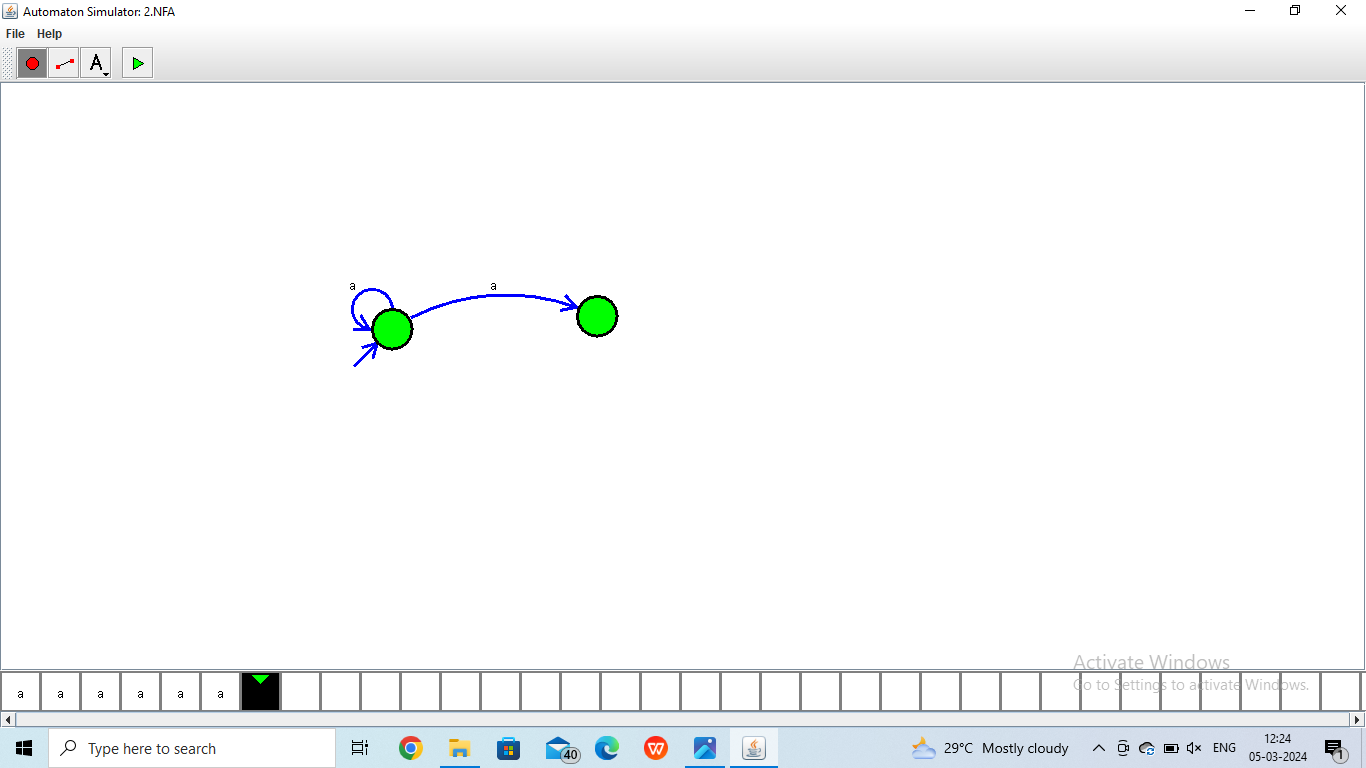 Automaton Simulator: 2.NFA
File Help
A
a a
a a a a a a
Activate Windows
Go to Settings to activate Windows.
Type here to search
40
W
29°C Mostly cloudy
ENG
12:24
05-03-2024
1